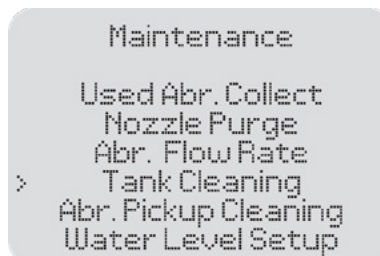 Maintenance
Used Abr. Collect
Nozzle Purge
Abr. Flow Rate
> Tank Cleaning
Abr. Pickup Cleaning
Water Level Setup